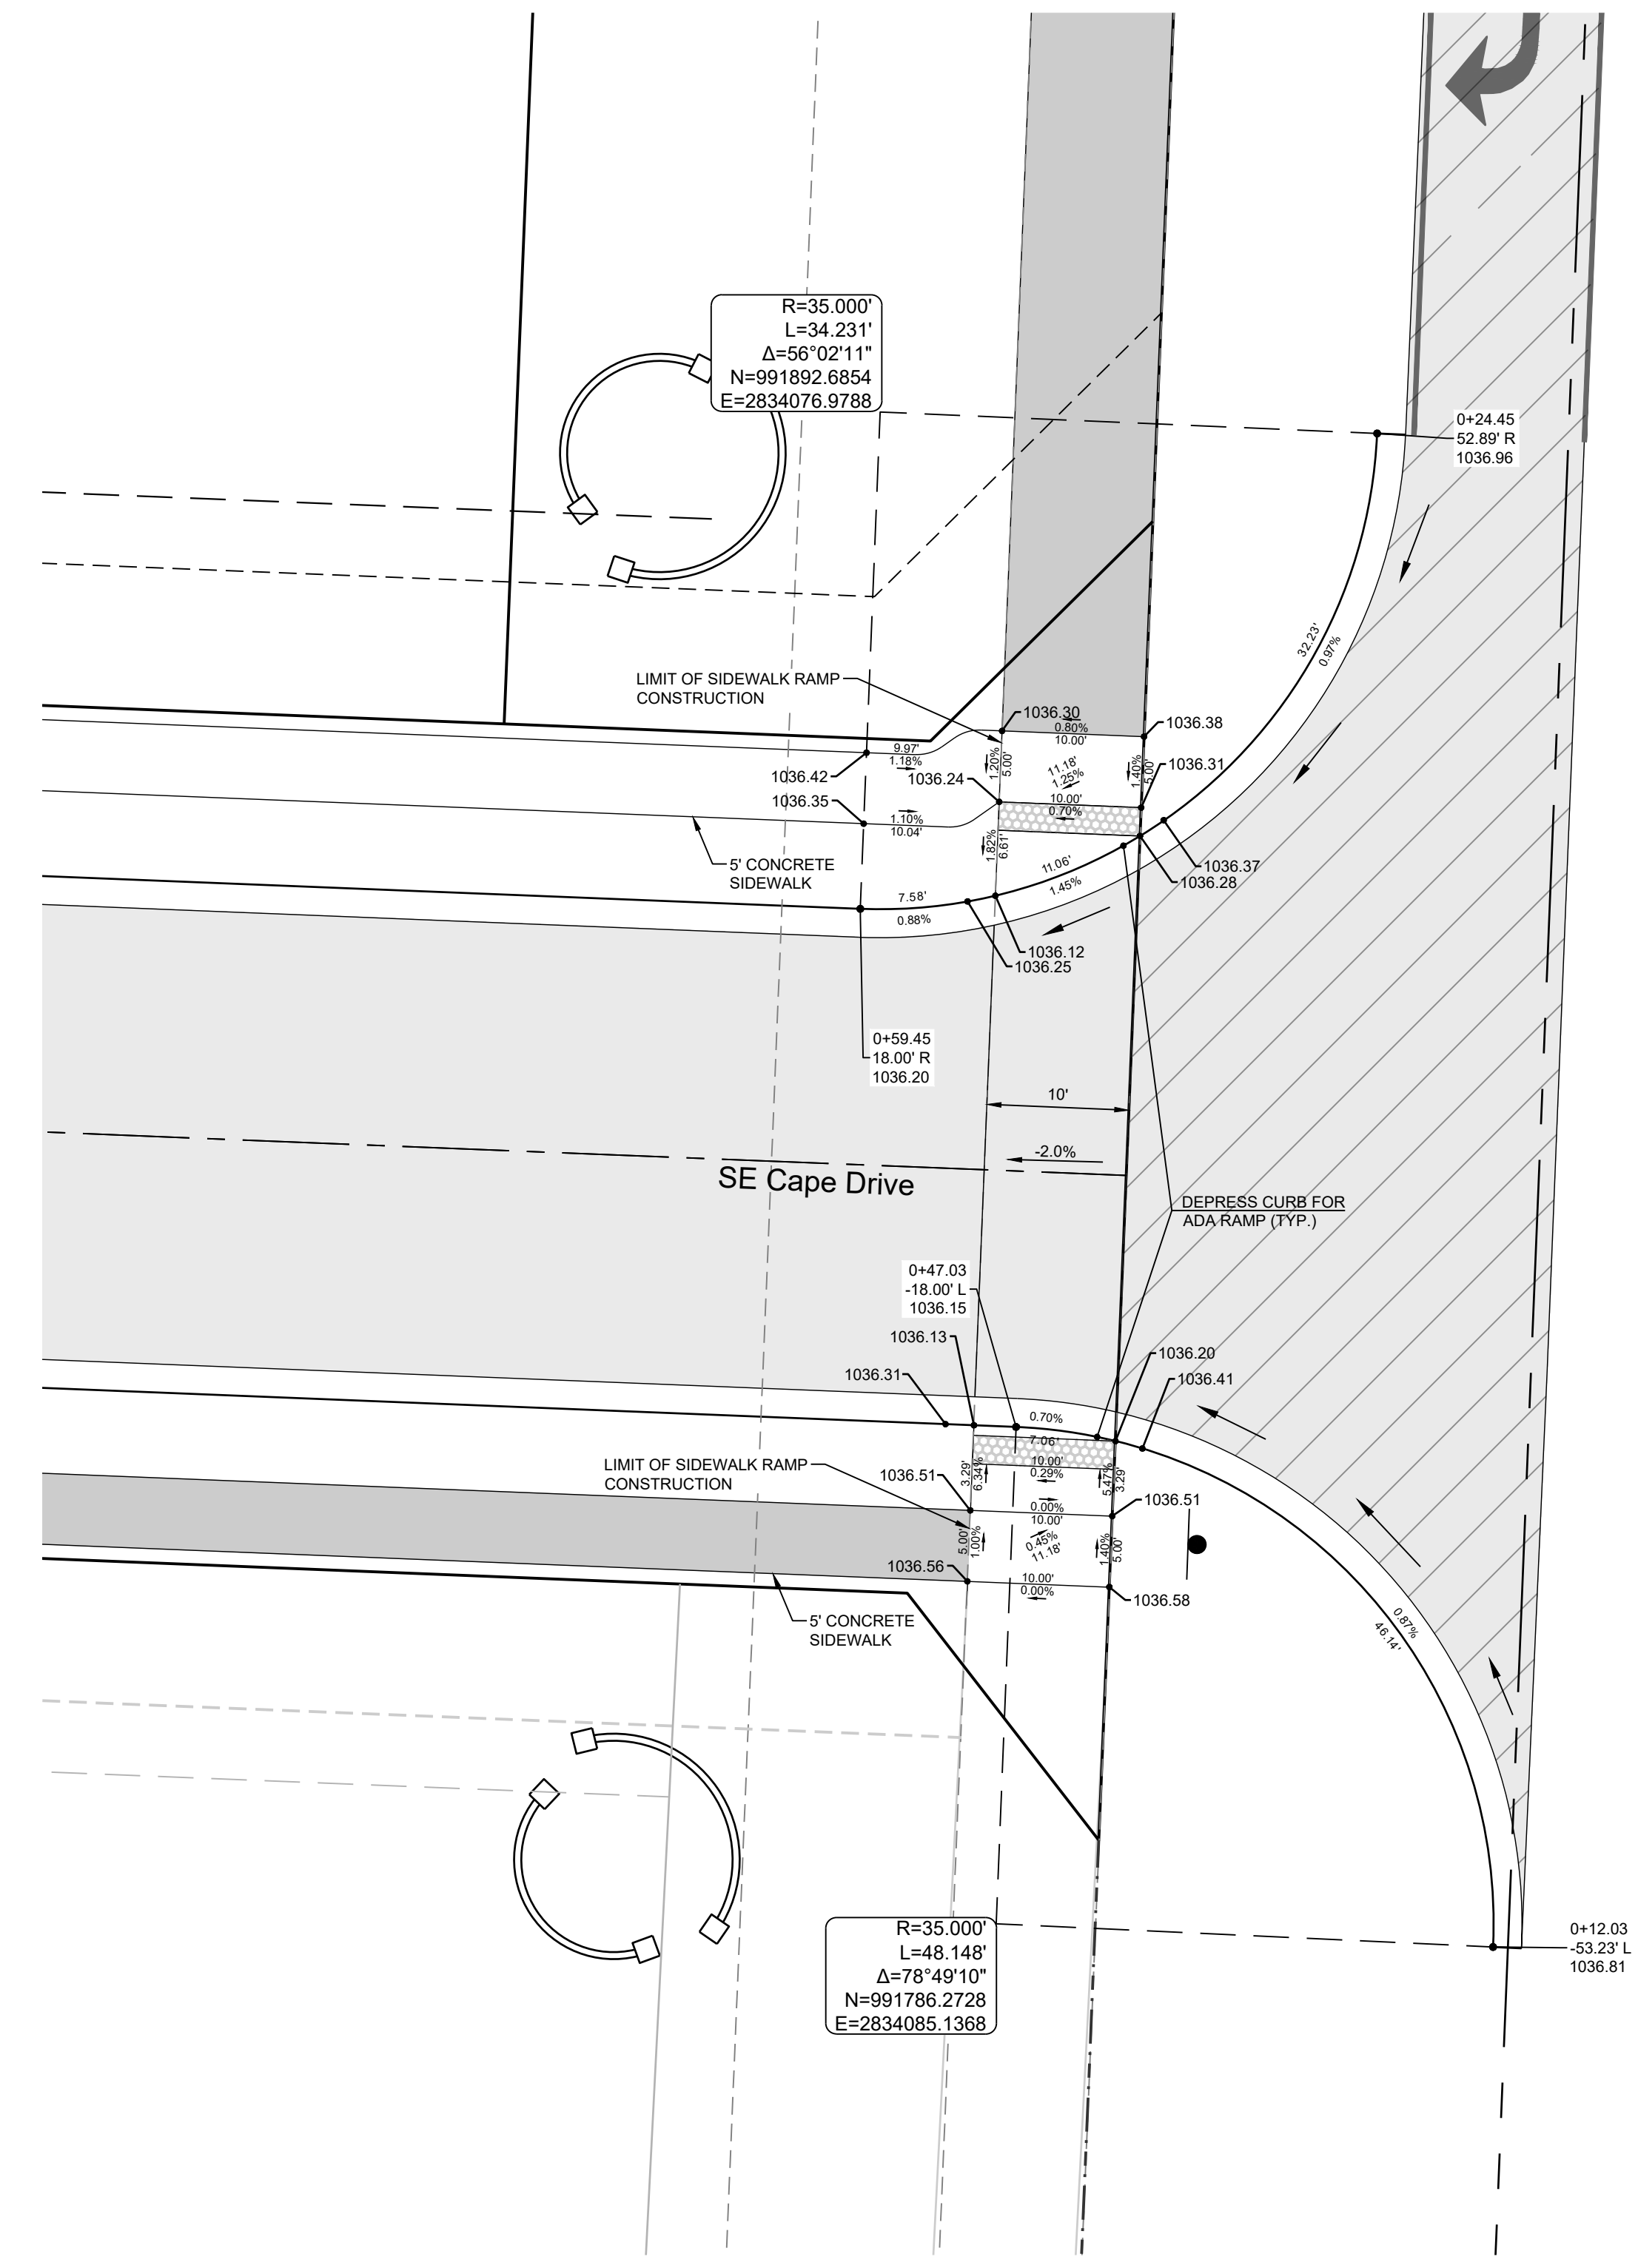 R=35.000'
L=34.231'
Δ=56°02'11"
N=991892.6854
E=2834076.9788
0+24.45
52.89' R
1036.96
32.23'
0.97%
LIMIT OF SIDEWALK RAMP
CONSTRUCTION
1036.30
0.80%
10.00'
1036.38
9.97'
1.18%
1.20%
5.00'
11.18'
1.25%
1.40%
5.00'
1036.31
1036.42
1036.24
1036.35
10.00'
0.70%
1.10%
10.04'
1.82%
6.61'
5' CONCRETE
SIDEWALK
11.06'
1.45%
1036.37
1036.28
7.58'
0.88%
1036.12
1036.25
0+59.45
18.00' R
1036.20
10'
-2.0%
SE Cape Drive
DEPRESS CURB FOR
ADA RAMP (TYP.)
0+47.03
-18.00' L
1036.15
1036.13
1036.20
1036.31
1036.41
0.70%
7.06'
LIMIT OF SIDEWALK RAMP
CONSTRUCTION
10.00'
0.29%
3.29'
6.34%
5.47%
3.29'
1036.51
1036.51
0.00%
10.00'
5.00'
1.00%
0.45%
11.18'
1.40%
5.00'
1036.56
10.00'
0.00%
1036.58
5' CONCRETE
SIDEWALK
0.87%
46.14'
R=35.000'
L=48.148'
Δ=78°49'10"
N=991786.2728
E=2834085.1368
0+12.03
-53.23' L
1036.81